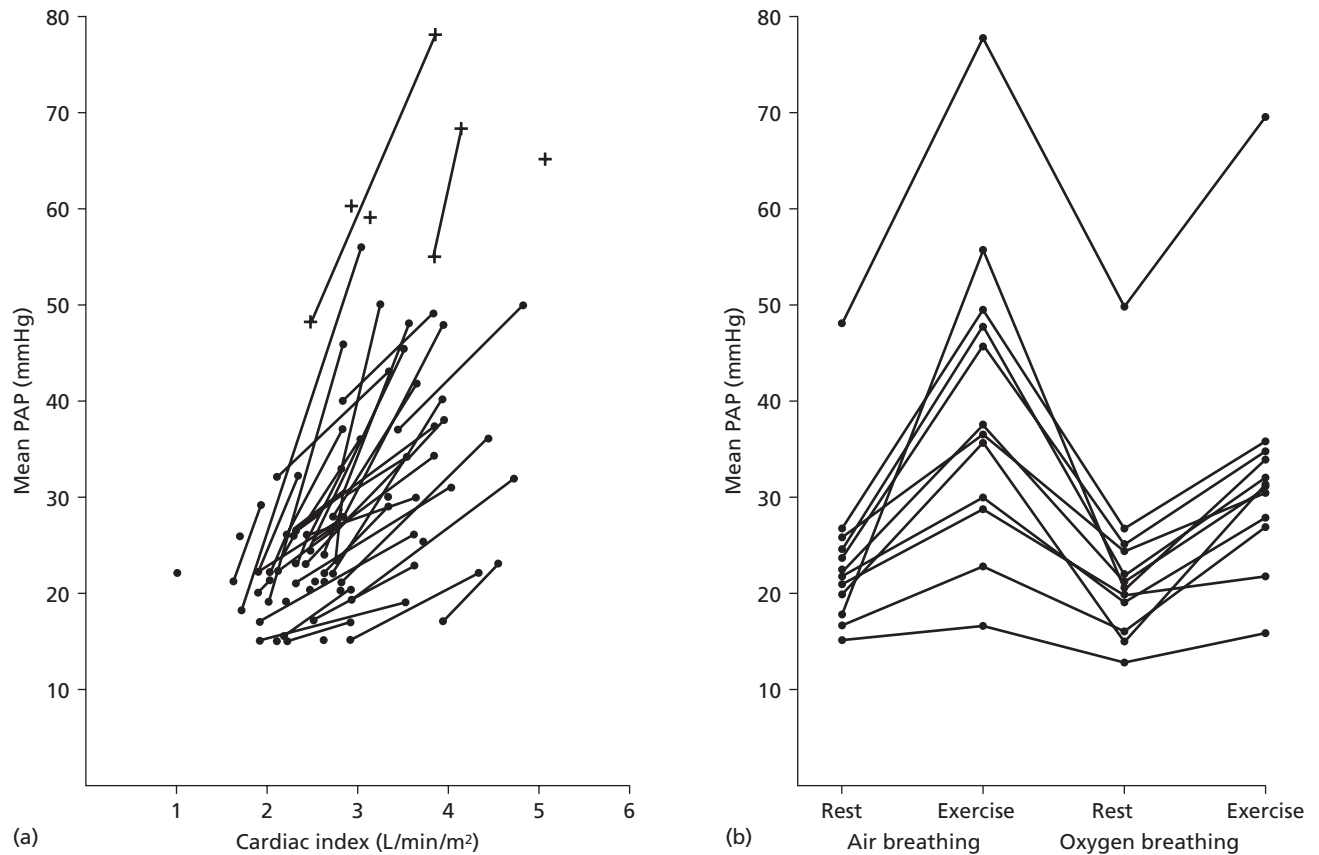 80
70
60
50
40
30
20
10
Mean PAP (mmHg)
1 2 3 4 5 6
Cardiac index (L/min/m²)
(a)
80
70
60
50
40
30
20
10
Mean PAP (mmHg)
Rest Exercise Rest Exercise
Air breathing Oxygen breathing
(b)